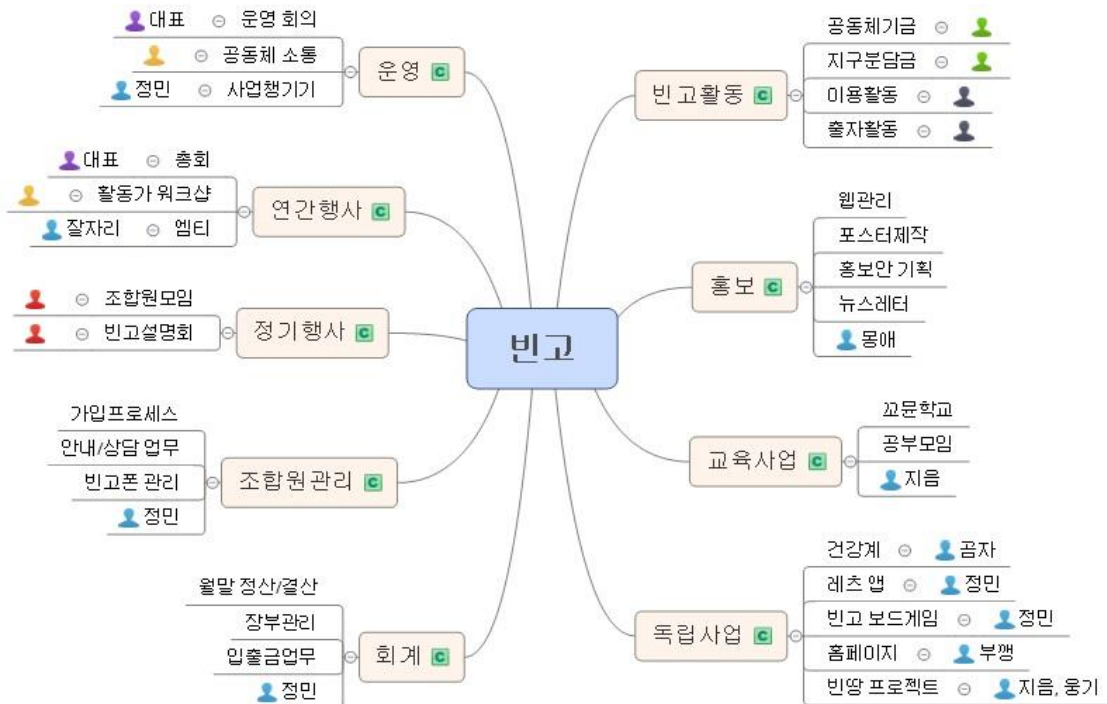 빈고
운영
대표 운영 회의
공동체 소통
정민 사업챙기기
연간행사
대표 총회
활동가 워크샵
잘자리 엠티
정기행사
조합원모임
빈고설명회
조합원관리
가입프로세스
안내/상담 업무
빈고폰 관리
정민
회계
월말 정산/결산
장부관리
입출금업무
정민
빈고활동
공동체기금
지구분담금
이용활동
출자활동
홍보
웹관리
포스터제작
홍보안 기획
뉴스레터
몽애
교육사업
꼬뮨학교
공부모임
지음
독립사업
건강계 곰자
레츠 앱 정민
빈고 보드게임 정민
홈페이지 부깽
빈땅 프로젝트 지음, 웅기